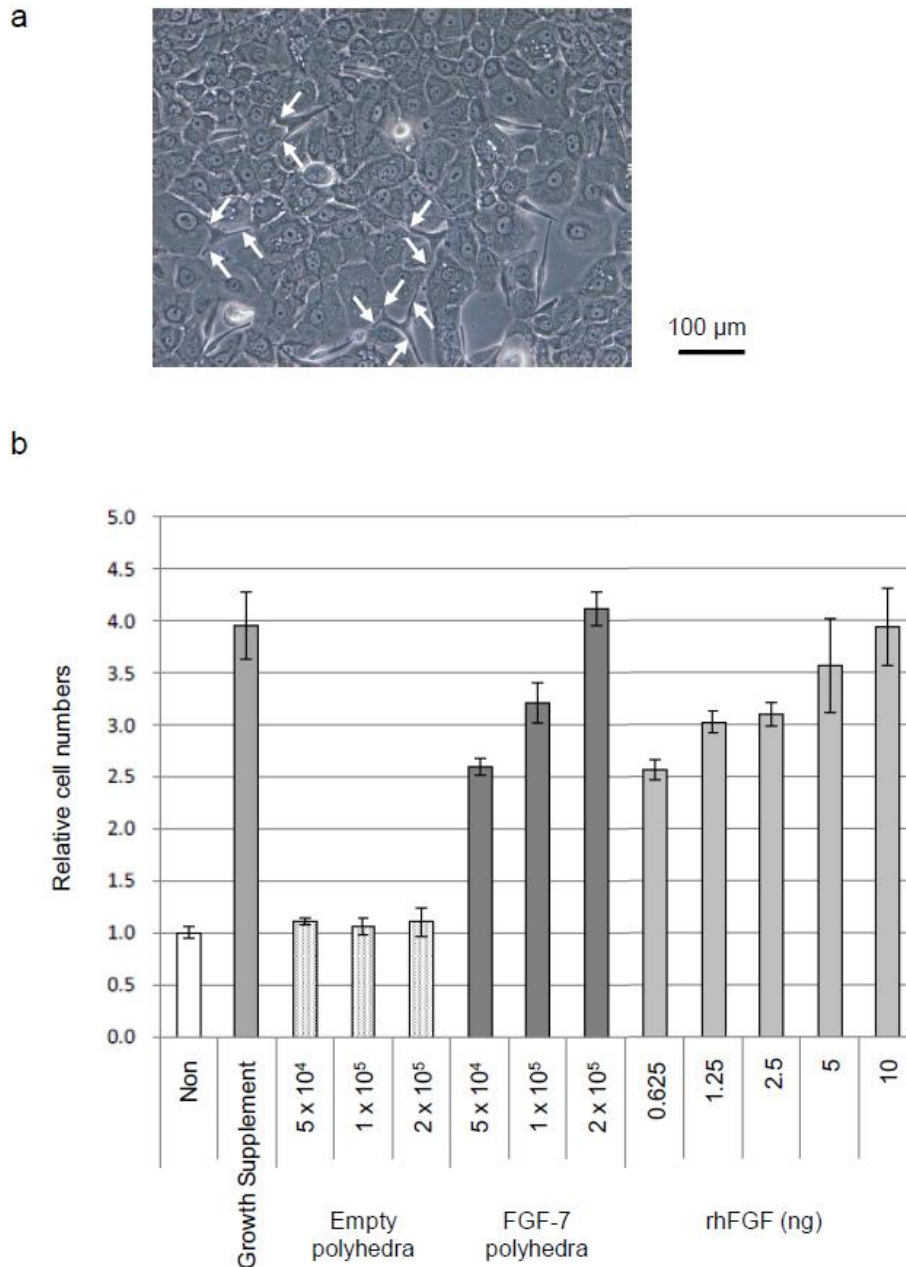 a
100 µm
b
5.0
4.5
4.0
3.5
3.0
2.5
2.0
1.5
1.0
0.5
0.0
Relative cell numbers
Non
Growth Supplement
5 x 10⁴
1 x 10⁵
2 x 10⁵
5 x 10⁴
1 x 10⁵
2 x 10⁵
0.625
1.25
2.5
5
10
Empty
polyhedra
FGF-7
polyhedra
rhFGF (ng)